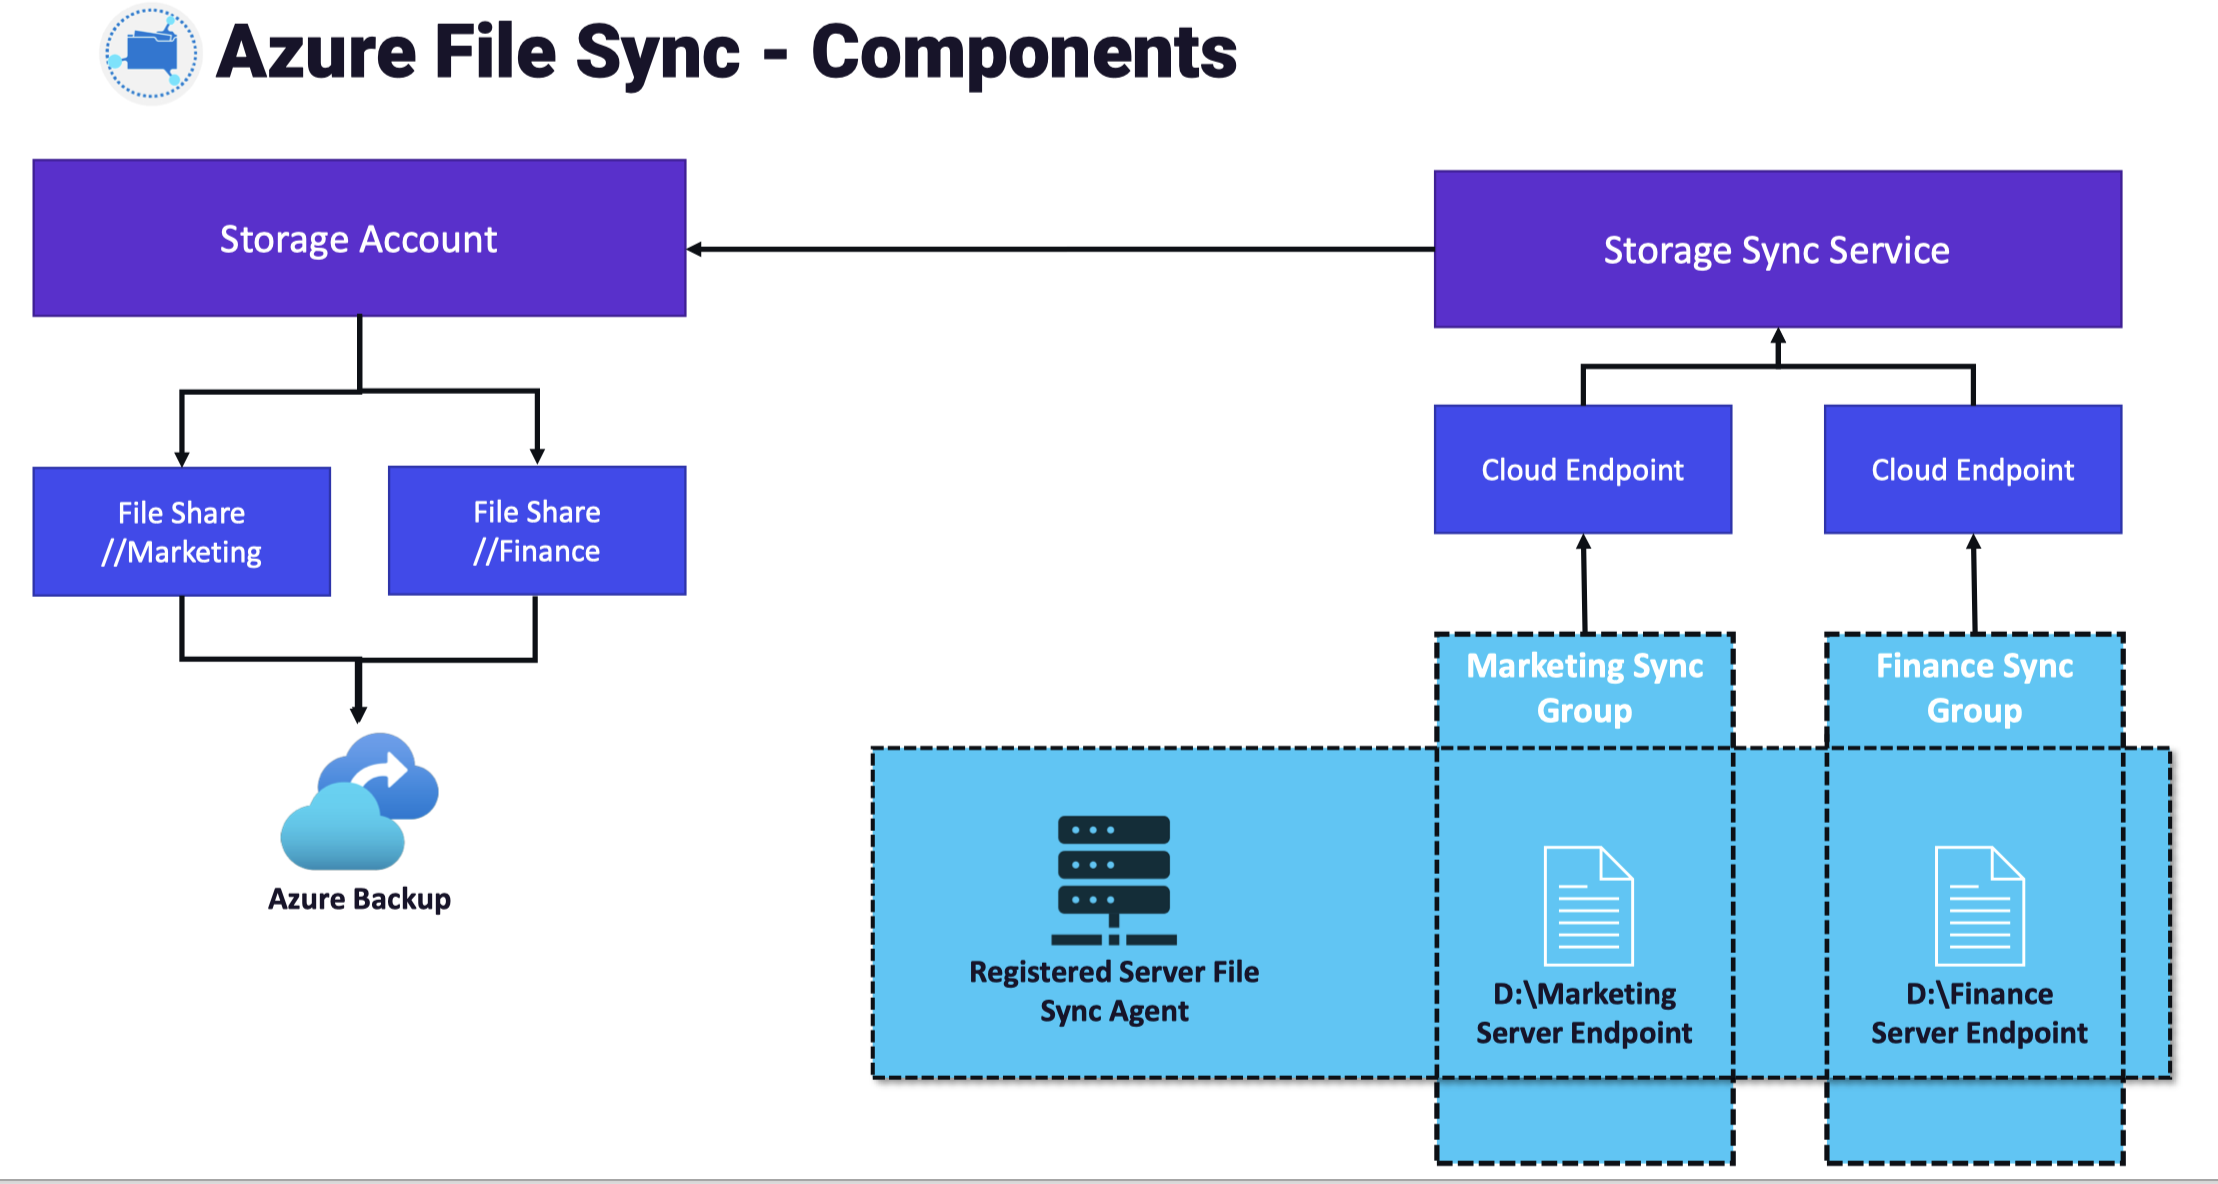 Azure File Sync - Components
Storage Account
Storage Sync Service
File Share
//Marketing
File Share
//Finance
Cloud Endpoint
Cloud Endpoint
Marketing Sync
Group
Finance Sync
Group
Azure Backup
Registered Server File
Sync Agent
D:\Marketing
Server Endpoint
D:\Finance
Server Endpoint